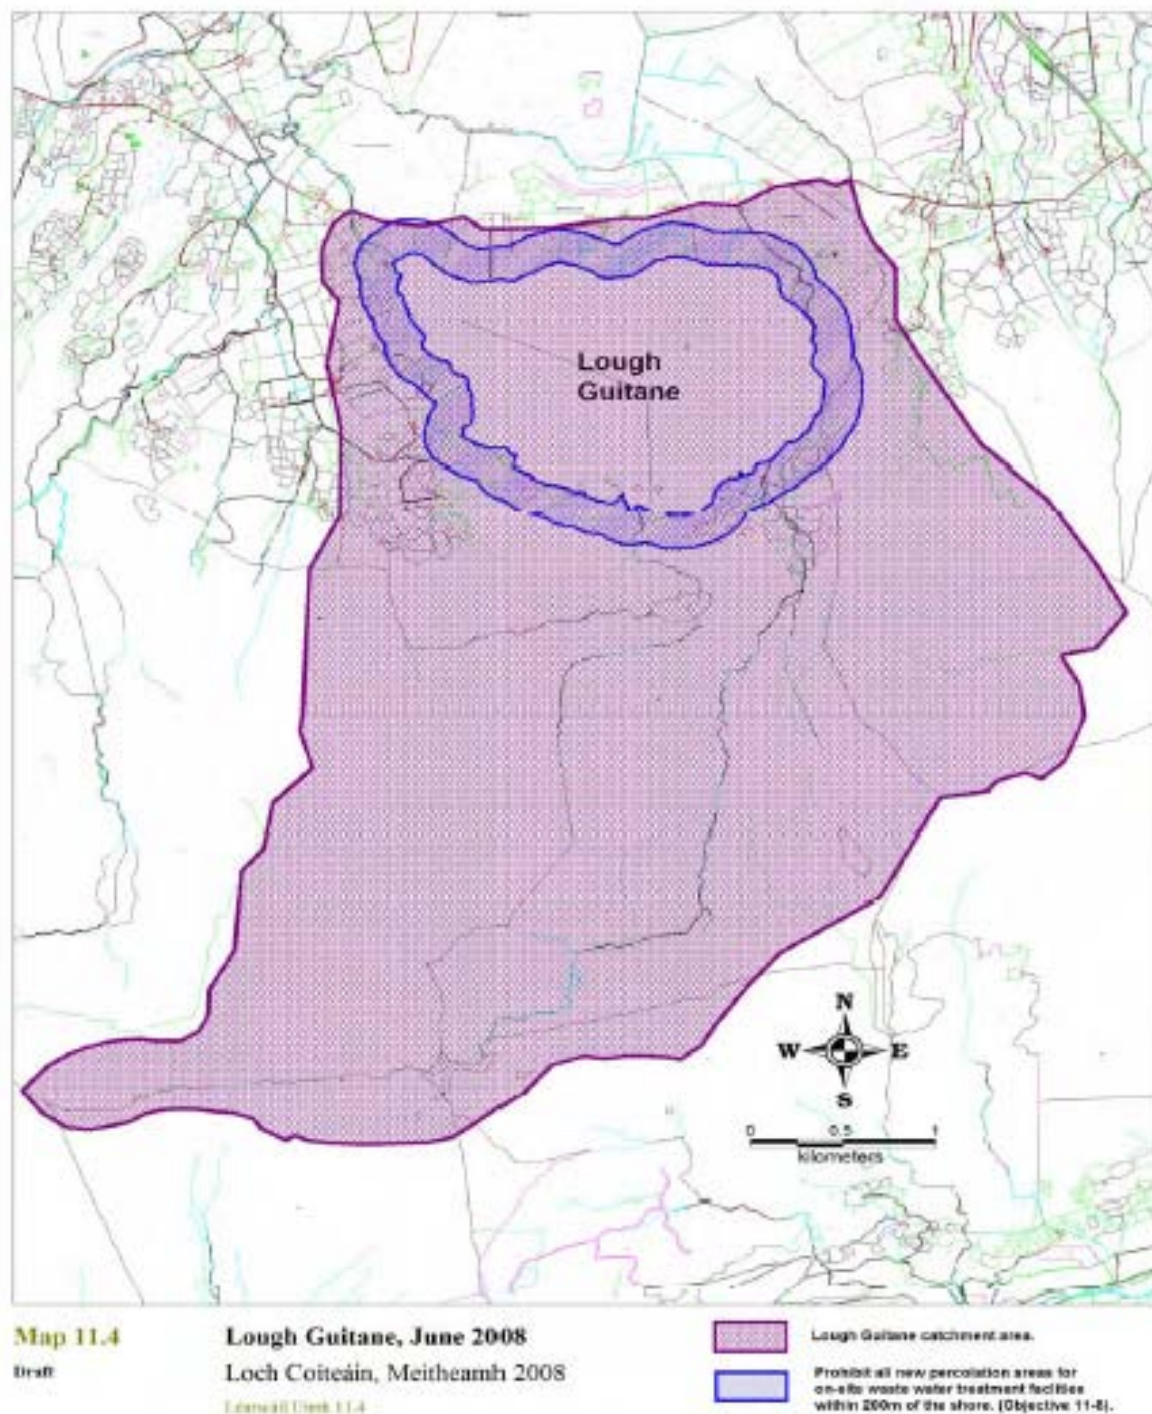 Lough
Guitane
N
W E
S
0 0.5 1
kilometers
Map 11.4
Draft
Lough Guitane, June 2008
Loch Coiteáin, Meitheamh 2008
11.4
Lough Guitane catchment area.
Prohibit all new percolation areas for
on-site waste water treatment facilities
within 200m of the shore. (Objective 11-8).